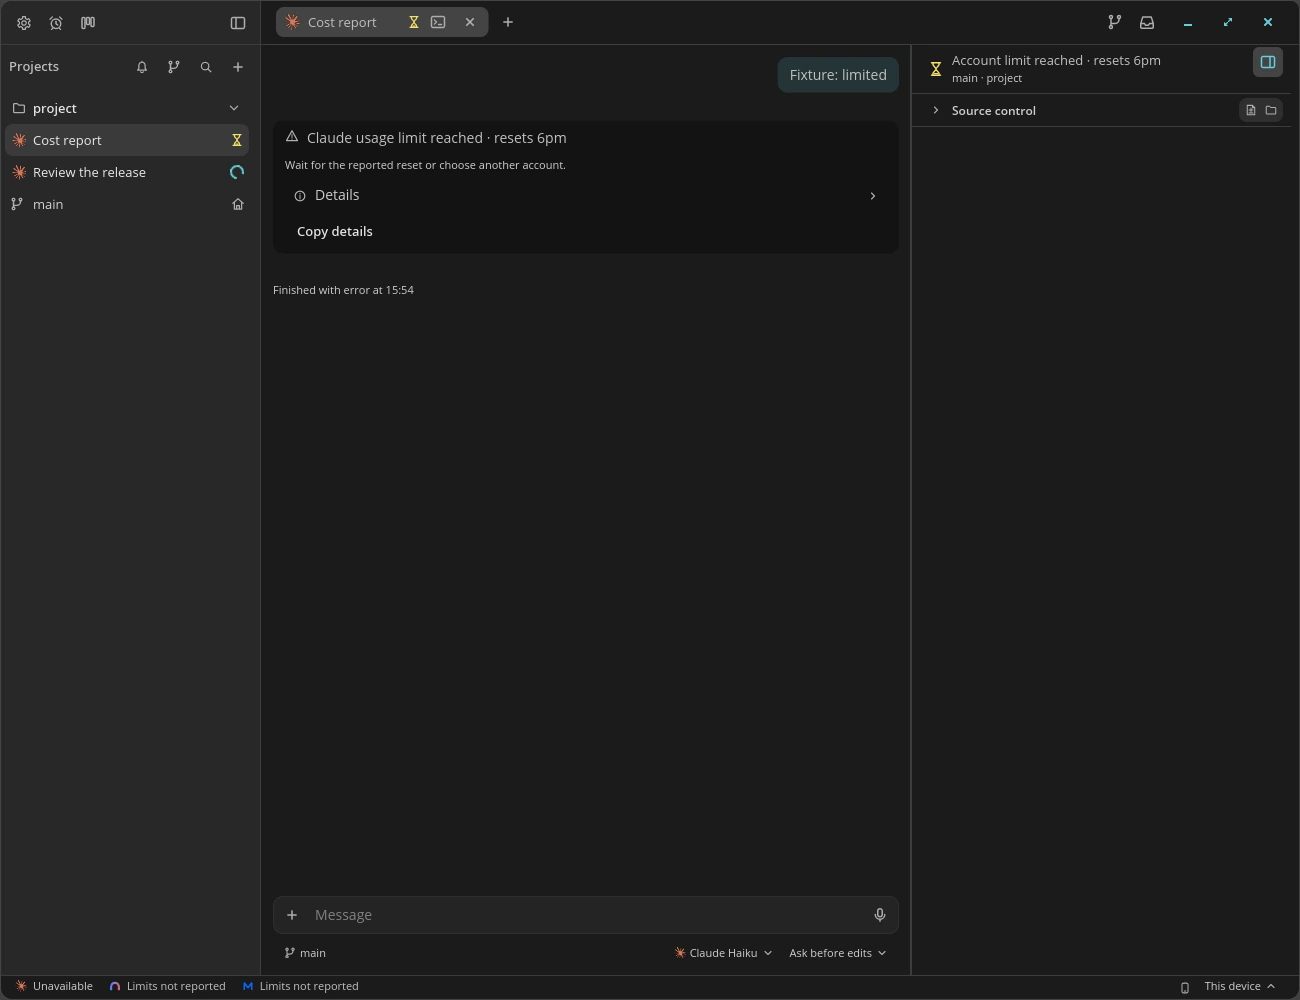 Cost report
Projects
project
Cost report
Review the release
main
Fixture: limited
Claude usage limit reached · resets 6pm
Wait for the reported reset or choose another account.
Details
Copy details
Finished with error at 15:54
Message
main
Claude Haiku
Ask before edits
Account limit reached · resets 6pm
main · project
Source control
Unavailable
Limits not reported
Limits not reported
This device